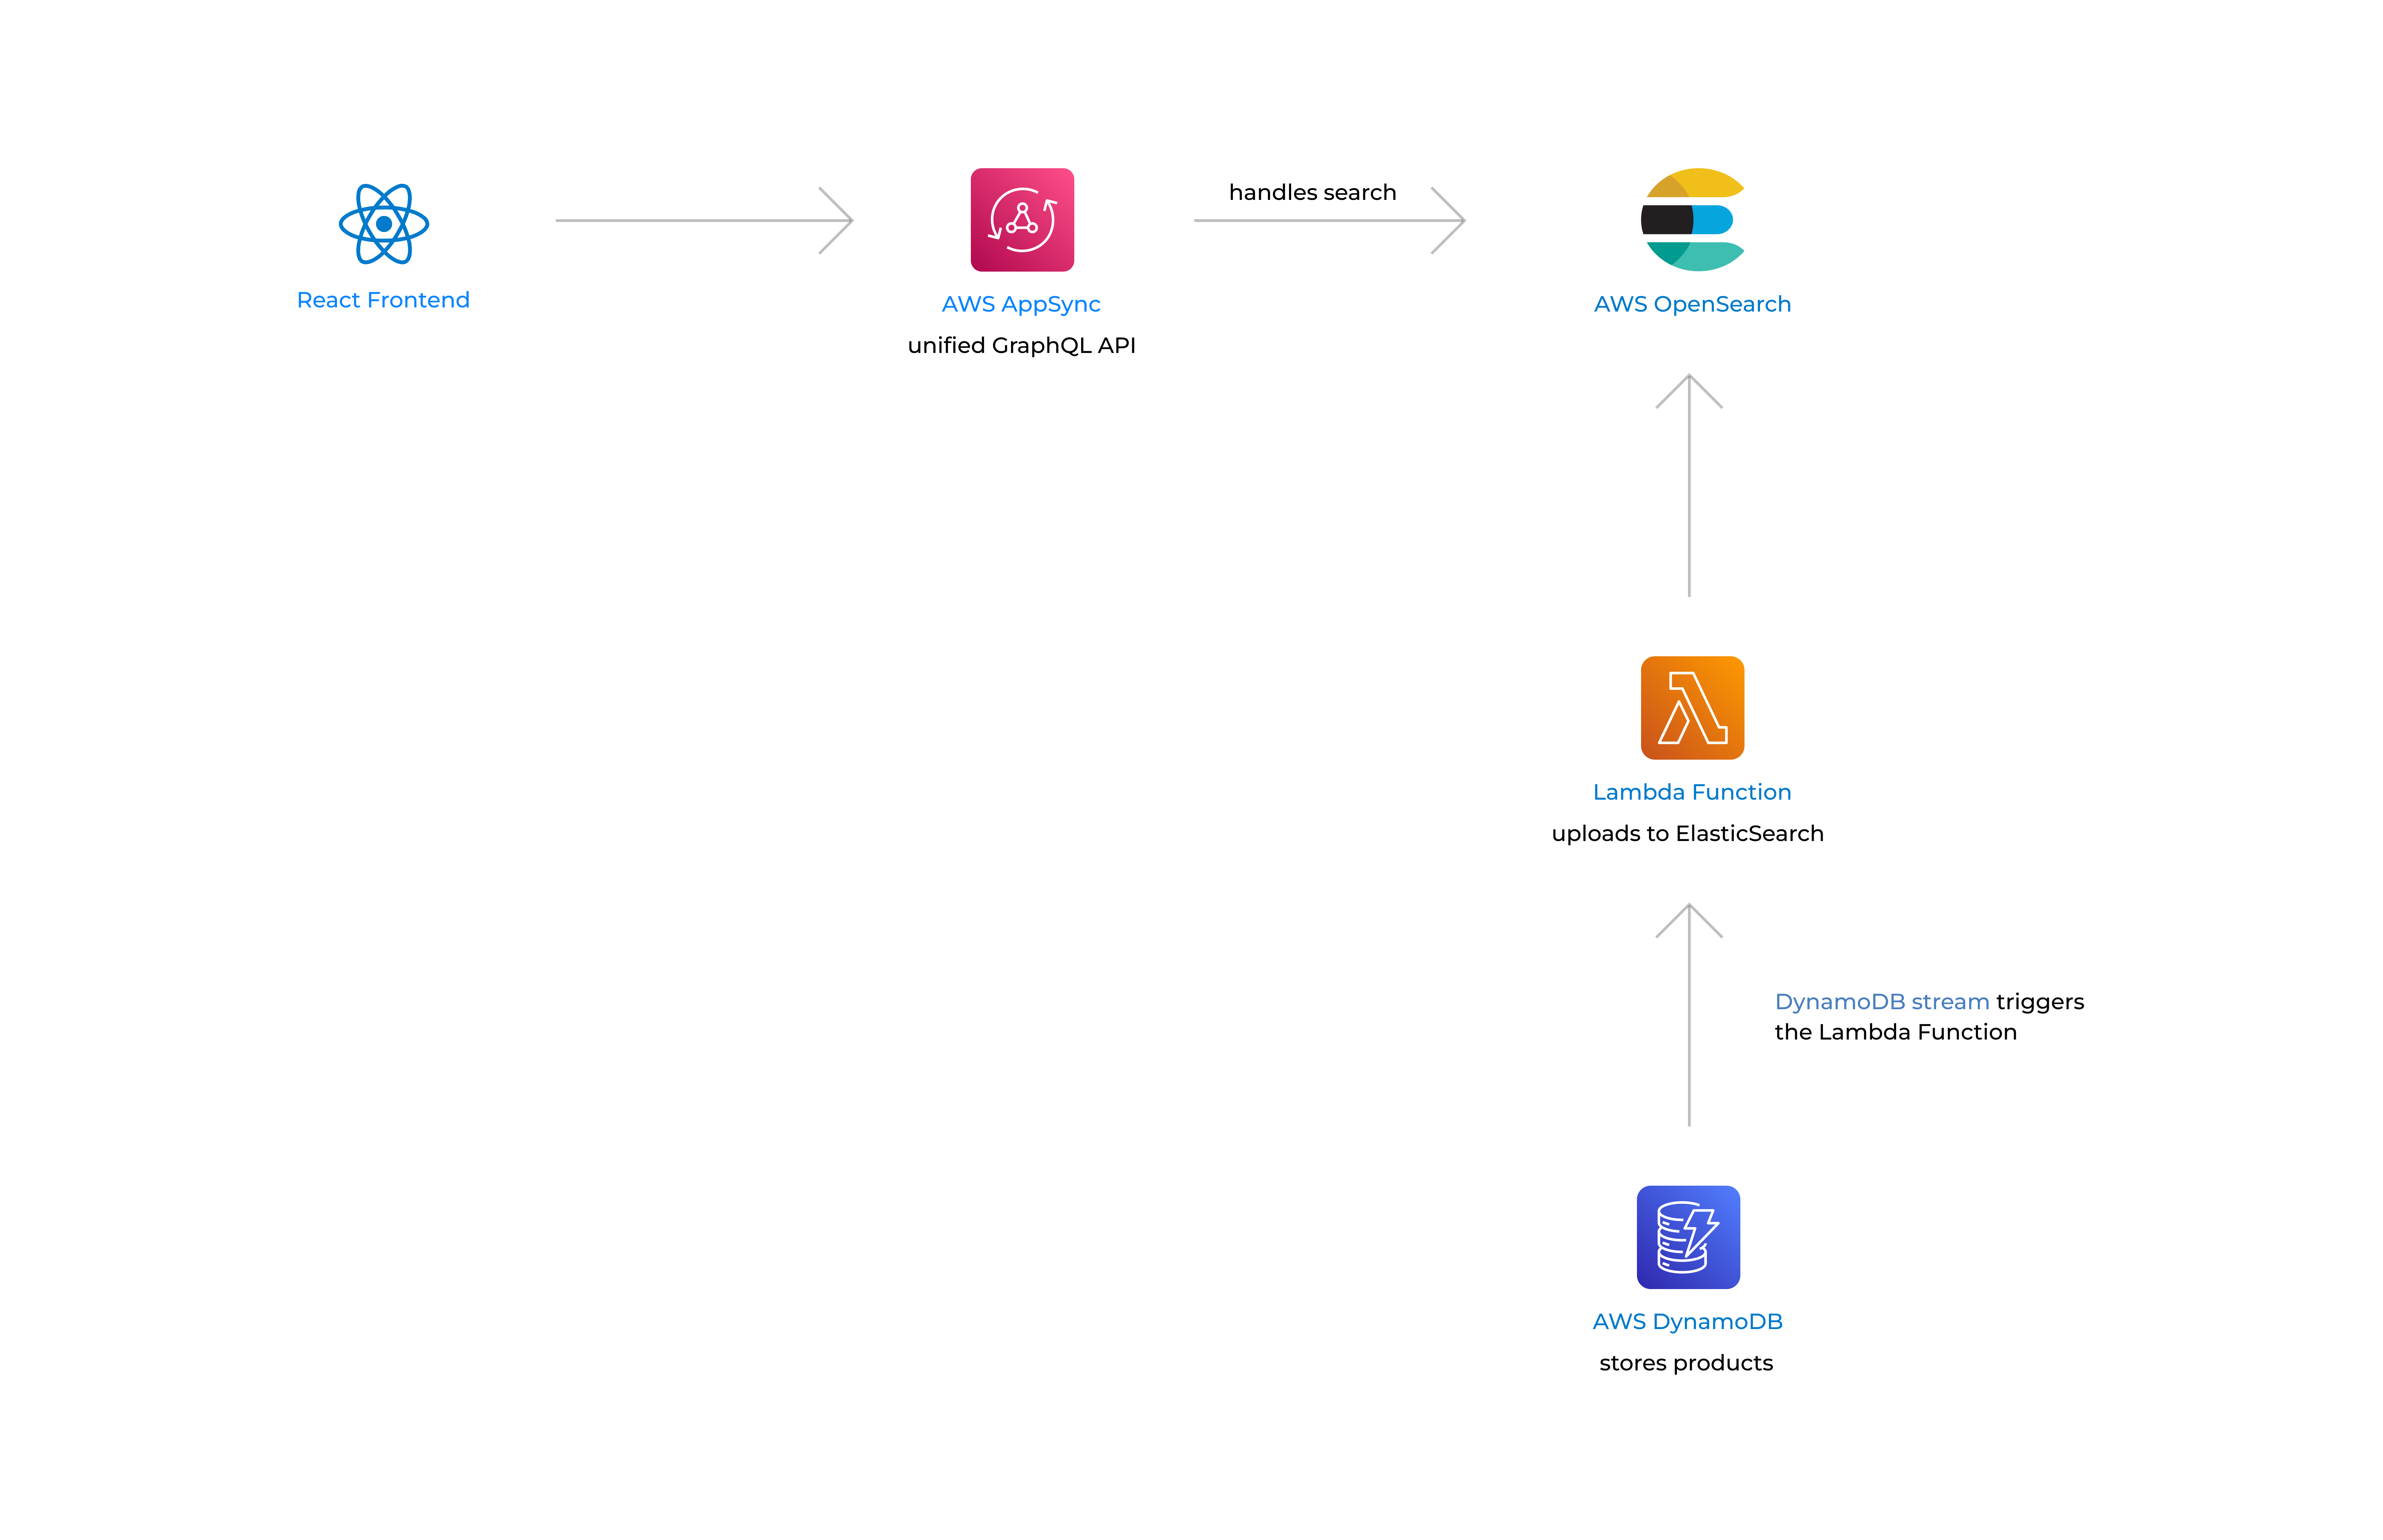 handles search
React Frontend
AWS AppSync
unified GraphQL API
AWS OpenSearch
Lambda Function
uploads to ElasticSearch
DynamoDB stream triggers
the Lambda Function
AWS DynamoDB
stores products